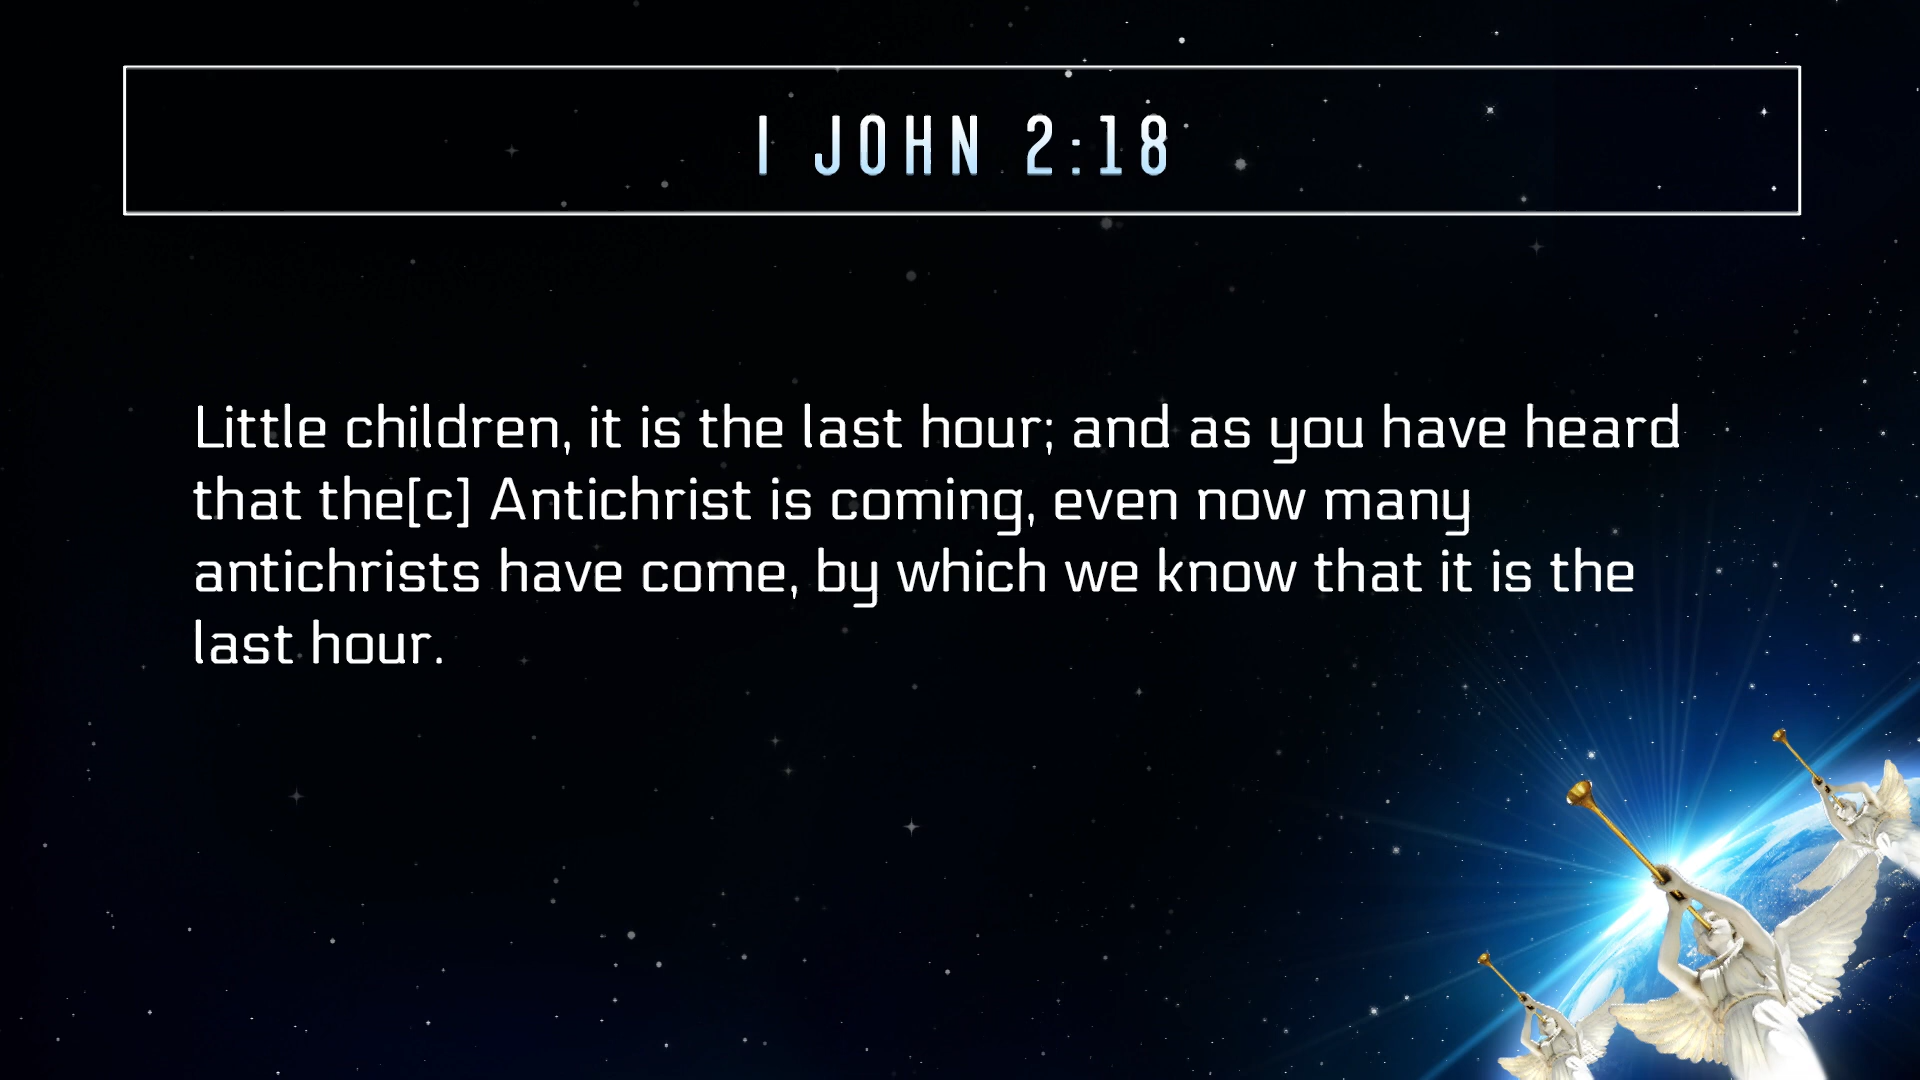 I JOHN 2:18
Little children, it is the last hour; and as you have heard
that the[c] Antichrist is coming, even now many
antichrists have come, by which we know that it is the
last hour.